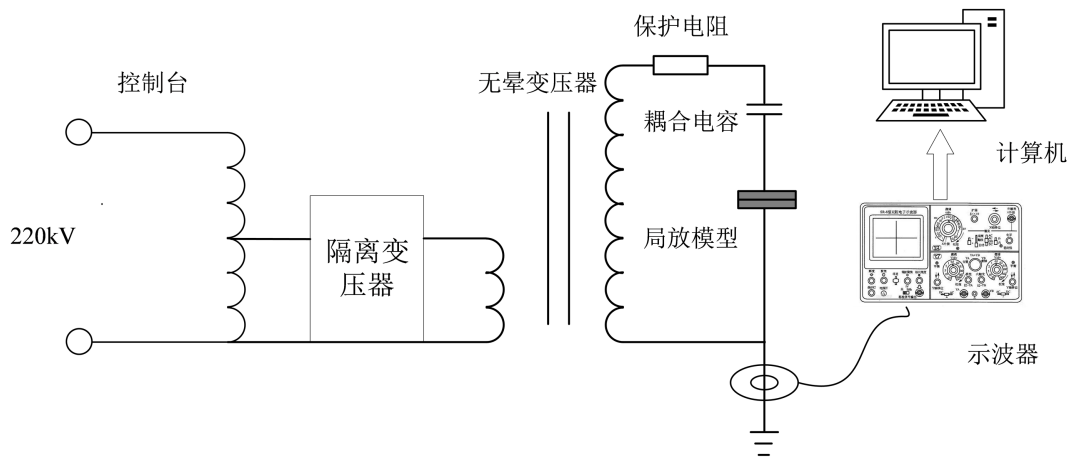 保护电阻
控制台
无晕变压器
耦合电容
计算机
220kV
隔离变
压器
局放模型
示波器